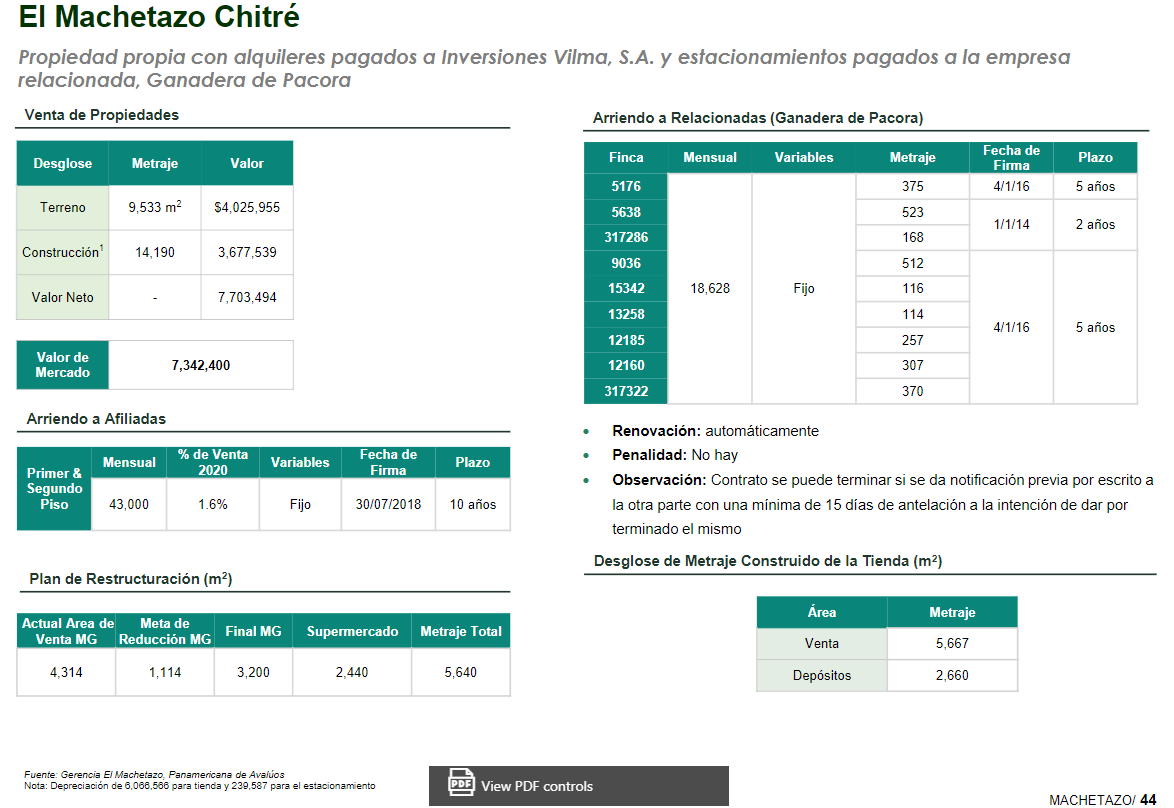 El Machetazo Chitré
Propiedad propia con alquileres pagados a Inversiones Vilma, S.A. y estacionamientos pagados a la empresa
relacionada, Ganadera de Pacora
Venta de Propiedades
Desglose Metraje Valor
Terreno 9,533 m² $4,025,955
Construcción¹ 14,190 3,677,539
Valor Neto - 7,703,494
Valor de
Mercado
7,342,400
Arriendo a Afiliadas
Primer &
Segundo
Piso
Mensual % de Venta
2020 Variables Fecha de
Firma Plazo
43,000 1.6% Fijo 30/07/2018 10 años
Plan de Restructuración (m²)
Actual Area de
Venta MG
Meta de
Reducción MG
Final MG Supermercado Metraje Total
4,314 1,114 3,200 2,440 5,640
Arriendo a Relacionadas (Ganadera de Pacora)
Finca Mensual Variables Metraje Fecha de
Firma Plazo
5176 375 4/1/16 5 años
5638 523
1/1/14 2 años
317286 168
9036 512
15342 18,628 Fijo 116
13258 114
4/1/16 5 años
12185 257
12160 307
317322 370
• Renovación: automáticamente
• Penalidad: No hay
• Observación: Contrato se puede terminar si se da notificación previa por escrito a
la otra parte con una mínima de 15 días de antelación a la intención de dar por
terminado el mismo
Desglose de Metraje Construido de la Tienda (m²)
Área Metraje
Venta 5,667
Depósitos 2,660
Fuente: Gerencia El Machetazo, Panamericana de Avalúos
Nota: Depreciación de 6,066,566 para tienda y 239,587 para el estacionamiento
PDF View PDF controls
MACHETAZO/ 44